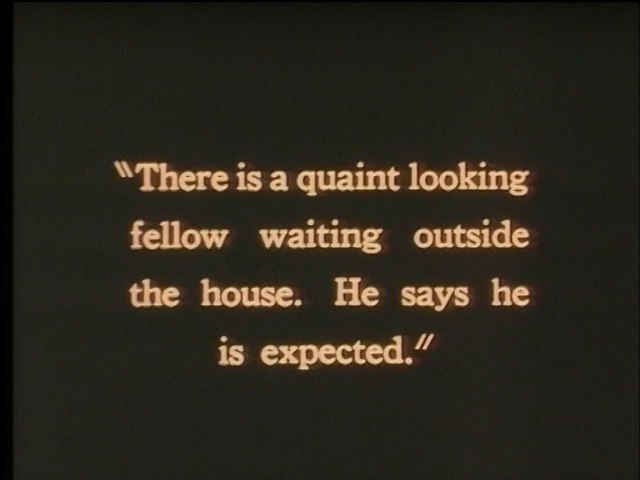 "There is a quaint looking
fellow waiting outside
the house. He says he
is expected."